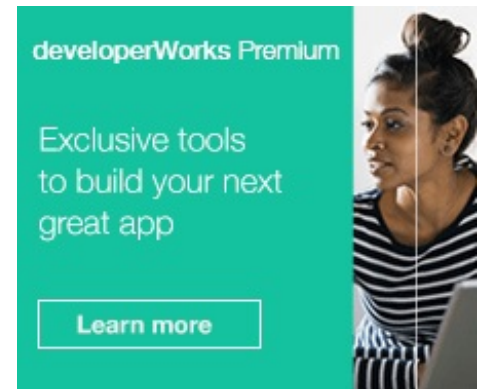 developerWorks Premium
Exclusive tools
to build your next
great app
Learn more